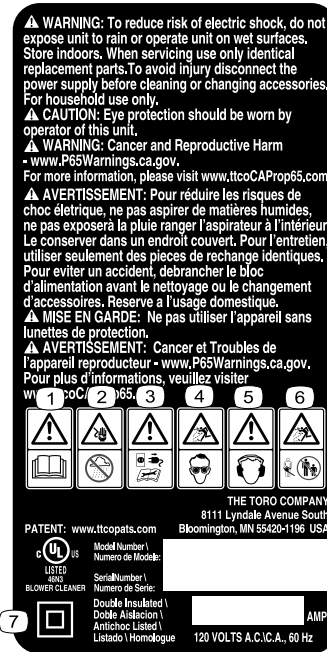 ⚠ WARNING: To reduce risk of electric shock, do not
expose unit to rain or operate unit on wet surfaces.
Store indoors. When servicing use only identical
replacement parts.To avoid injury disconnect the
power supply before cleaning or changing accessories.
For household use only.
⚠ CAUTION: Eye protection should be worn by
operator of this unit.
⚠ WARNING: Cancer and Reproductive Harm
- www.P65Warnings.ca.gov.
For more information, please visit www.ttcoCAProp65.com
⚠ AVERTISSEMENT: Pour réduire les risques de
choc életrique, ne pas aspirer de matières humides,
ne pas exposerà la pluie ranger l'aspirateur à l'intérieur
Le conserver dans un endroit couvert. Pour l'entretien,
utiliser seulement des pieces de rechange identiques.
Pour eviter un accident, debrancher le bloc
d'alimentation avant le nettoyage ou le changement
d'accessoires. Reserve a l'usage domestique.
⚠ MISE EN GARDE: Ne pas utiliser l'appareil sans
lunettes de protection.
⚠ AVERTISSEMENT: Cancer et Troubles de
l'appareil reproducteur - www.P65Warnings.ca.gov.
Pour plus d'informations, veuillez visiter
1 2 3 4 5 6
THE TORO COMPANY
8111 Lyndale Avenue South
PATENT: www.ttcopats.com Bloomington, MN 55420-1196 USA
c UL US
LISTED
46N3
BLOWER CLEANER
Model Number \
Numero de Modele:
SerialNumber \
Numero de Serie:
7
Double Insulated \
Doble Aislacion \
Antichoc Listed \
Listado \ Homologue
AMP
120 VOLTS A.C.\C.A., 60 Hz